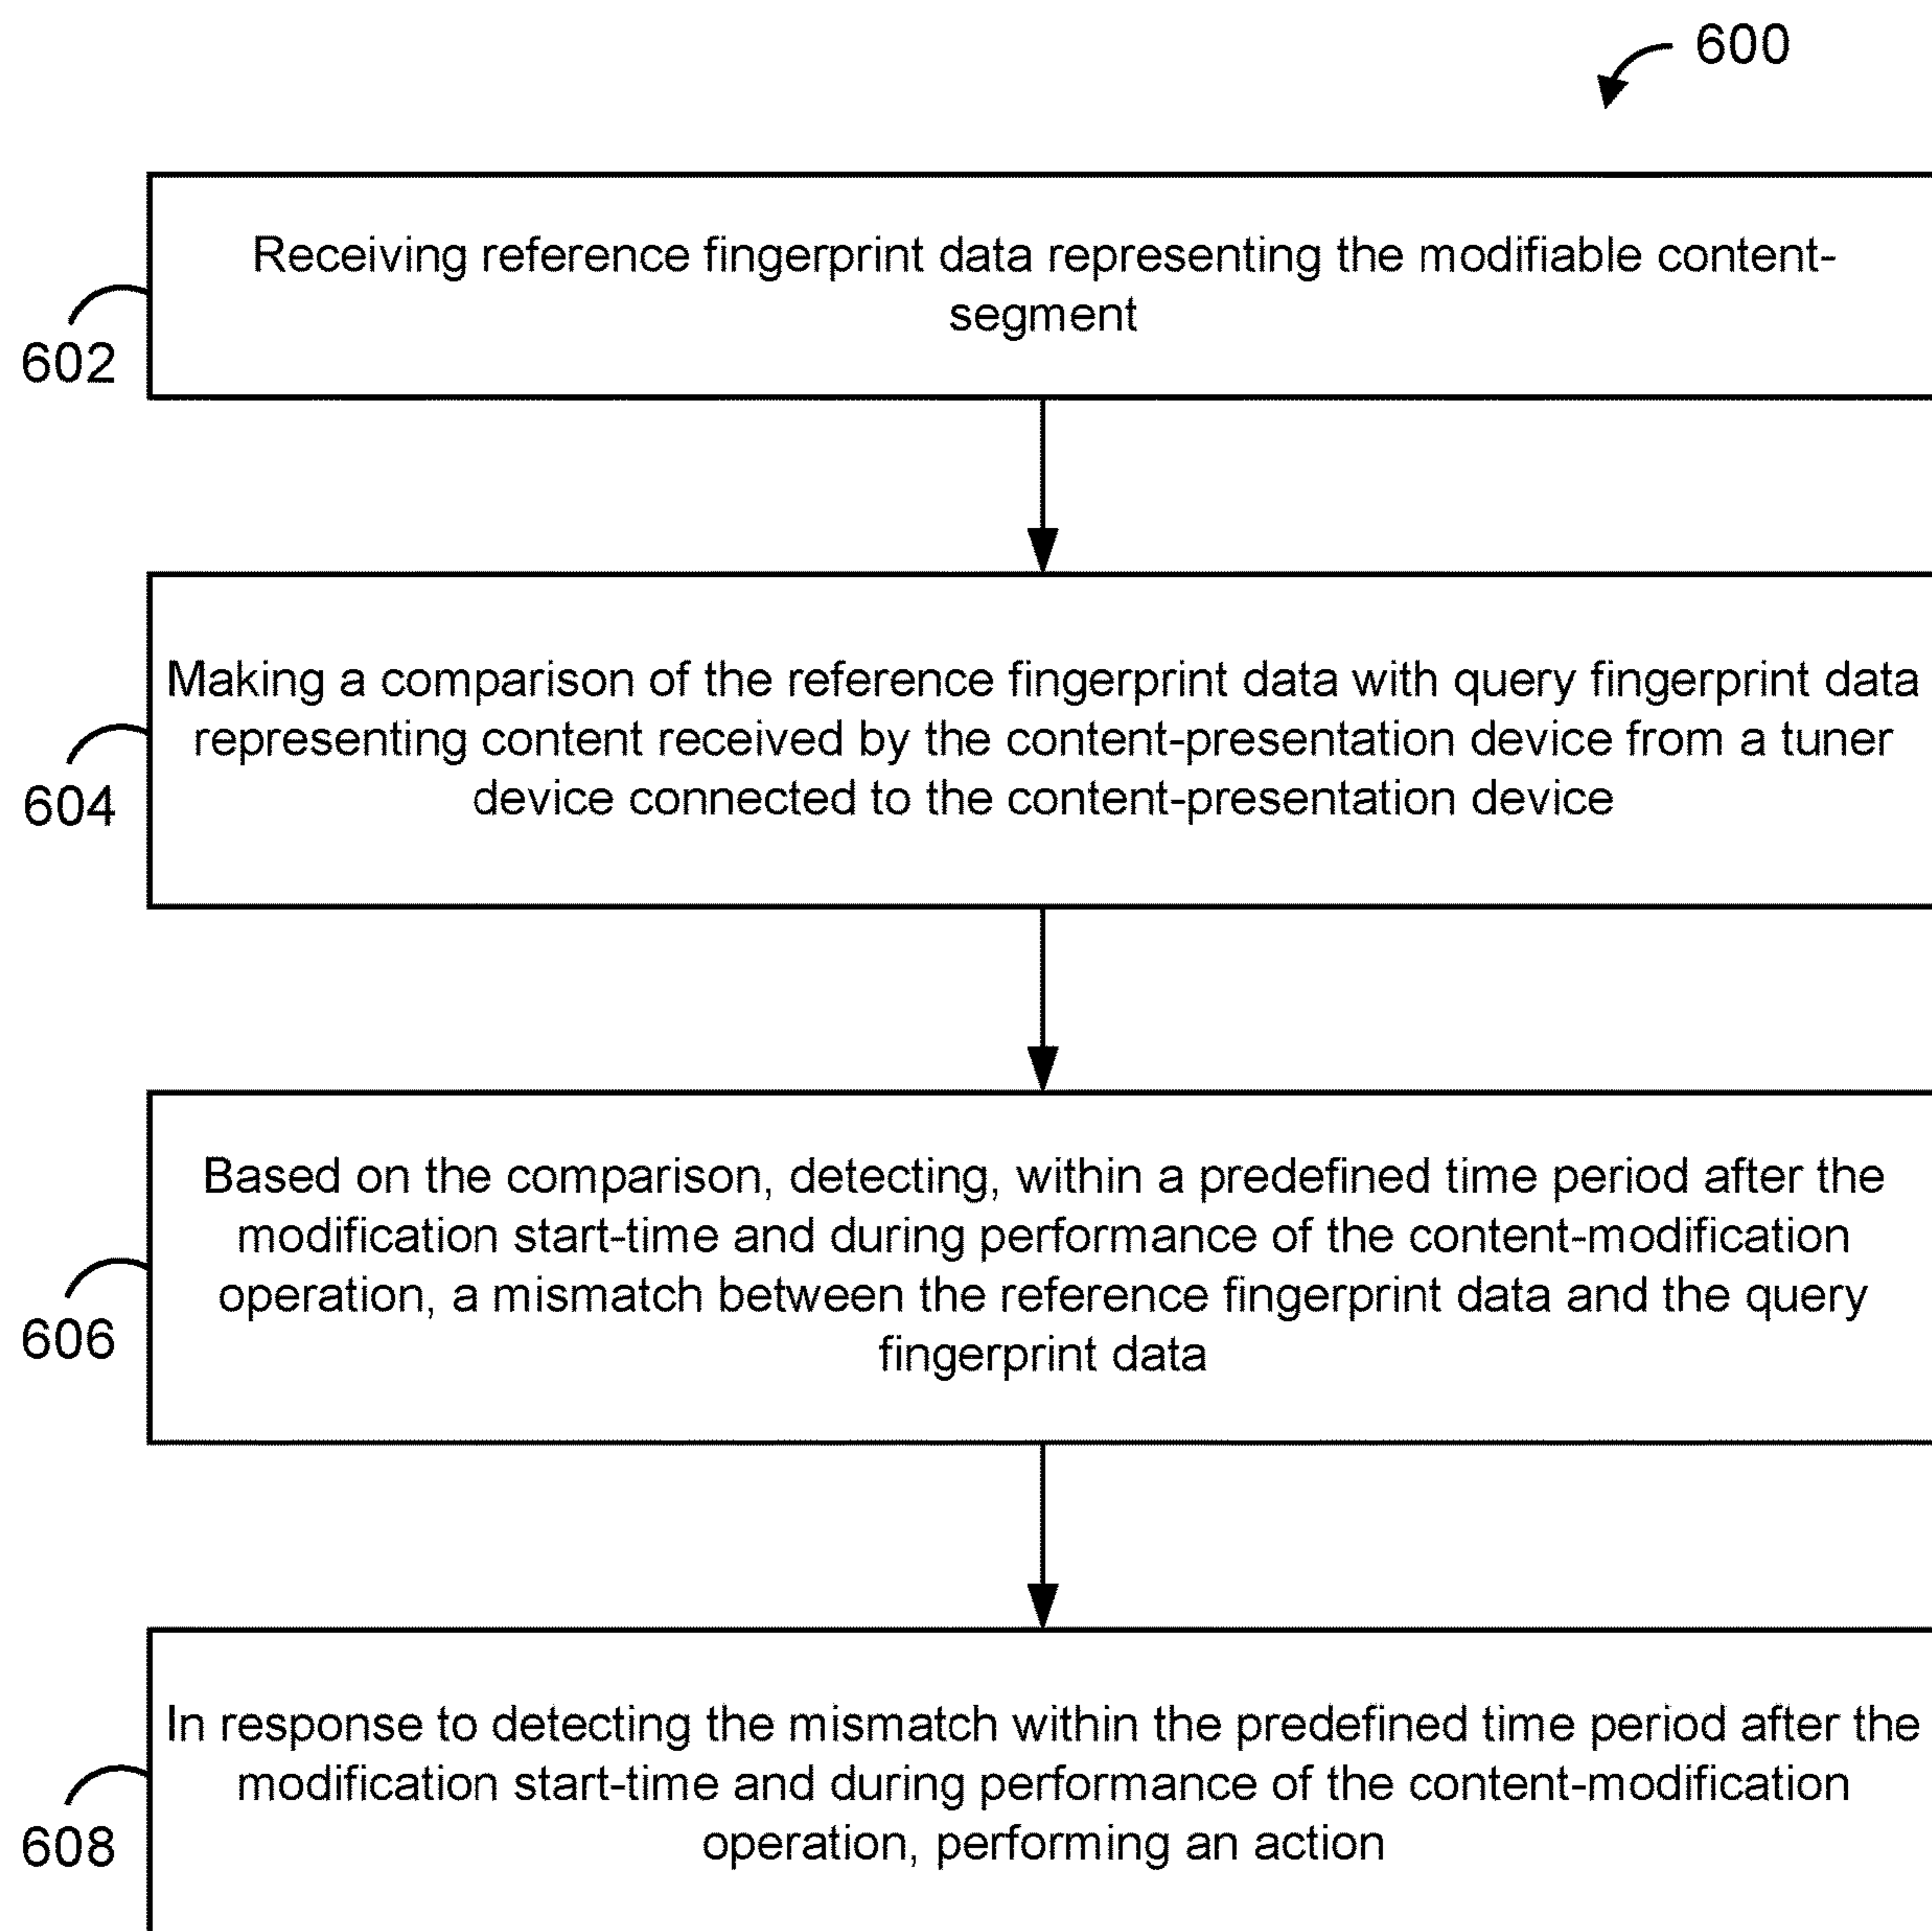 600
Receiving reference fingerprint data representing the modifiable content-
segment
602
Making a comparison of the reference fingerprint data with query fingerprint data
representing content received by the content-presentation device from a tuner
device connected to the content-presentation device
604
Based on the comparison, detecting, within a predefined time period after the
modification start-time and during performance of the content-modification
operation, a mismatch between the reference fingerprint data and the query
fingerprint data
606
In response to detecting the mismatch within the predefined time period after the
modification start-time and during performance of the content-modification
operation, performing an action
608